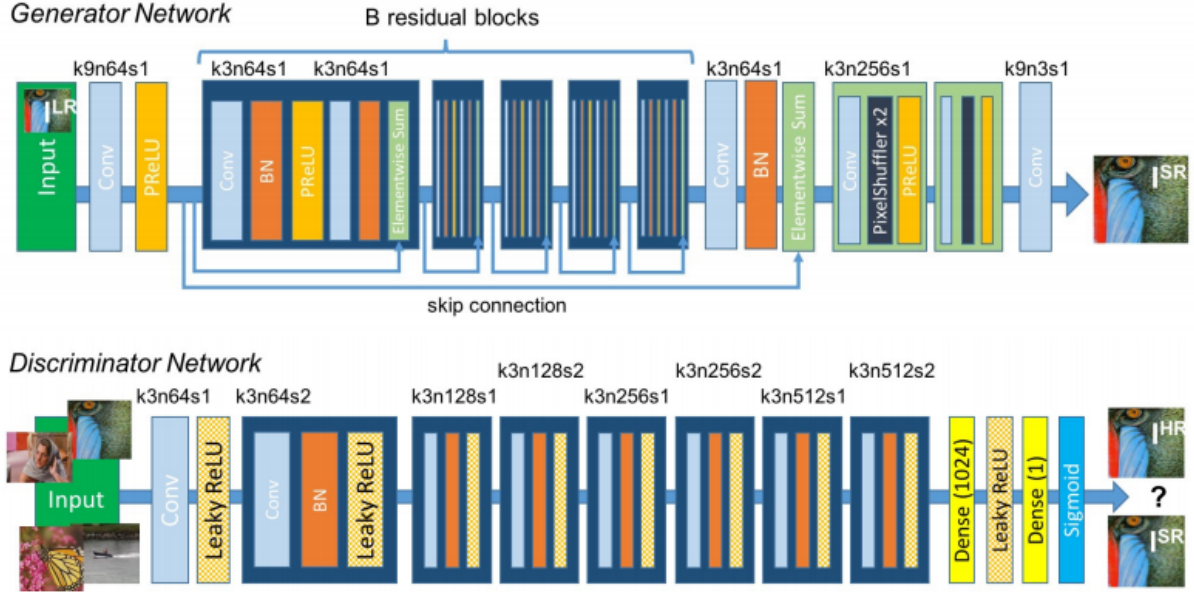 Generator Network
B residual blocks
k9n64s1
k3n64s1
k3n64s1
k3n64s1
k3n256s1
k9n3s1
I^LR
Input
Conv
PReLU
Conv
BN
PReLU
Elementwise Sum
Conv
BN
Elementwise Sum
Conv
PixelShuffler x2
PReLU
Conv
I^SR
skip connection
Discriminator Network
k3n128s2
k3n256s2
k3n512s2
k3n64s1
k3n64s2
k3n128s1
k3n256s1
k3n512s1
Input
Conv
Leaky ReLU
Conv
BN
Leaky ReLU
Dense (1024)
Leaky ReLU
Dense (1)
Sigmoid
I^HR
?
I^SR